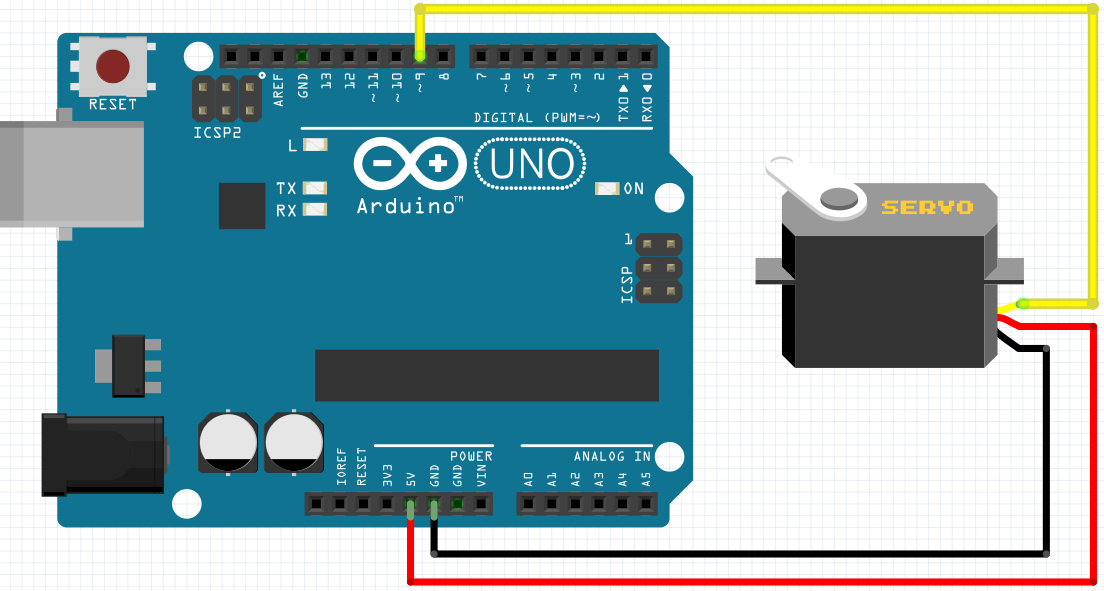 RESET
ICSP2
AREF
GND
13
12
~11
~10
~9
8
7
~6
~5
4
~3
2
TX0▶1
RX0◀0
DIGITAL (PWM=~)
L
TX
RX
UNO
Arduino™
ON
1
ICSP
SERVO
POWER
ANALOG IN
IOREF
RESET
3V3
5V
GND
GND
VIN
A0
A1
A2
A3
A4
A5